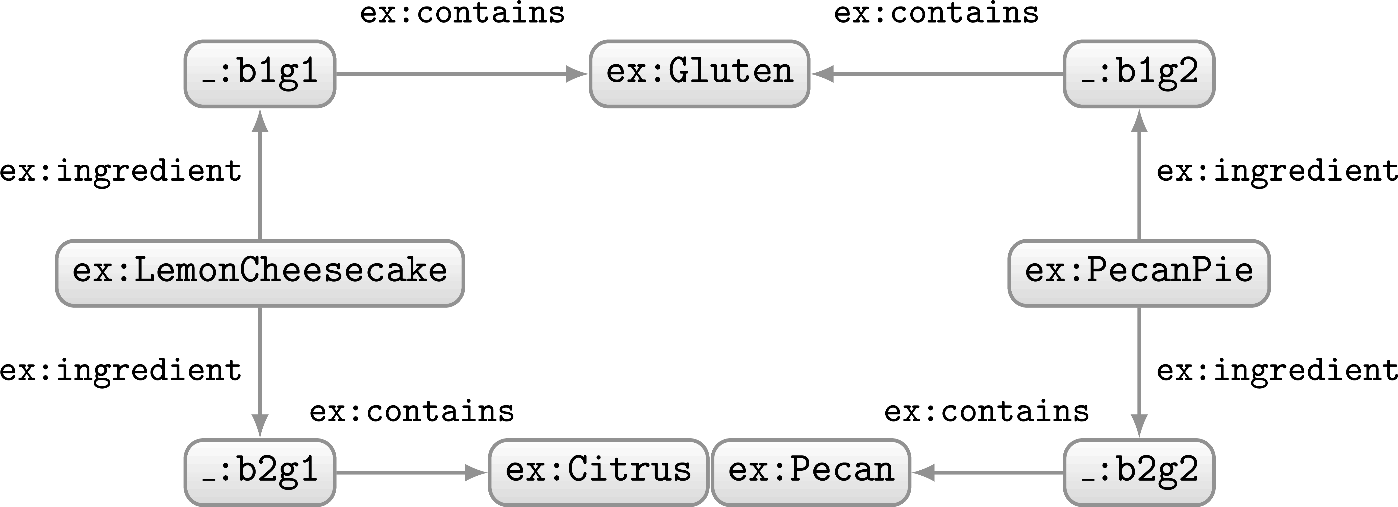 ex:contains ex:contains
_:b1g1 ex:Gluten _:b1g2
ex:ingredient ex:ingredient
ex:LemonCheesecake ex:PecanPie
ex:ingredient ex:ingredient
ex:contains ex:contains
_:b2g1 ex:Citrus ex:Pecan _:b2g2